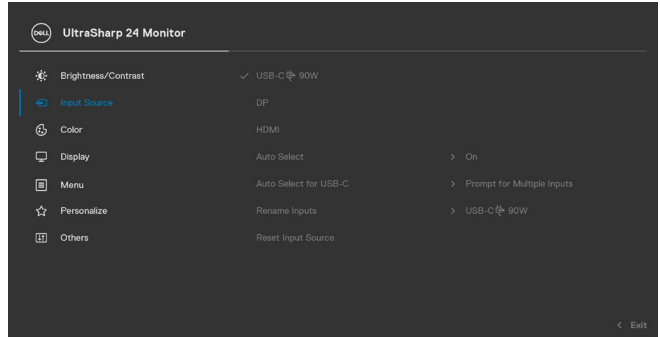 DELL UltraSharp 24 Monitor
Brightness/Contrast USB-C 90W
Input Source DP
Color HDMI
Display Auto Select > On
Menu Auto Select for USB-C > Prompt for Multiple Inputs
Personalize Rename Inputs > USB-C 90W
Others Reset Input Source
< Exit